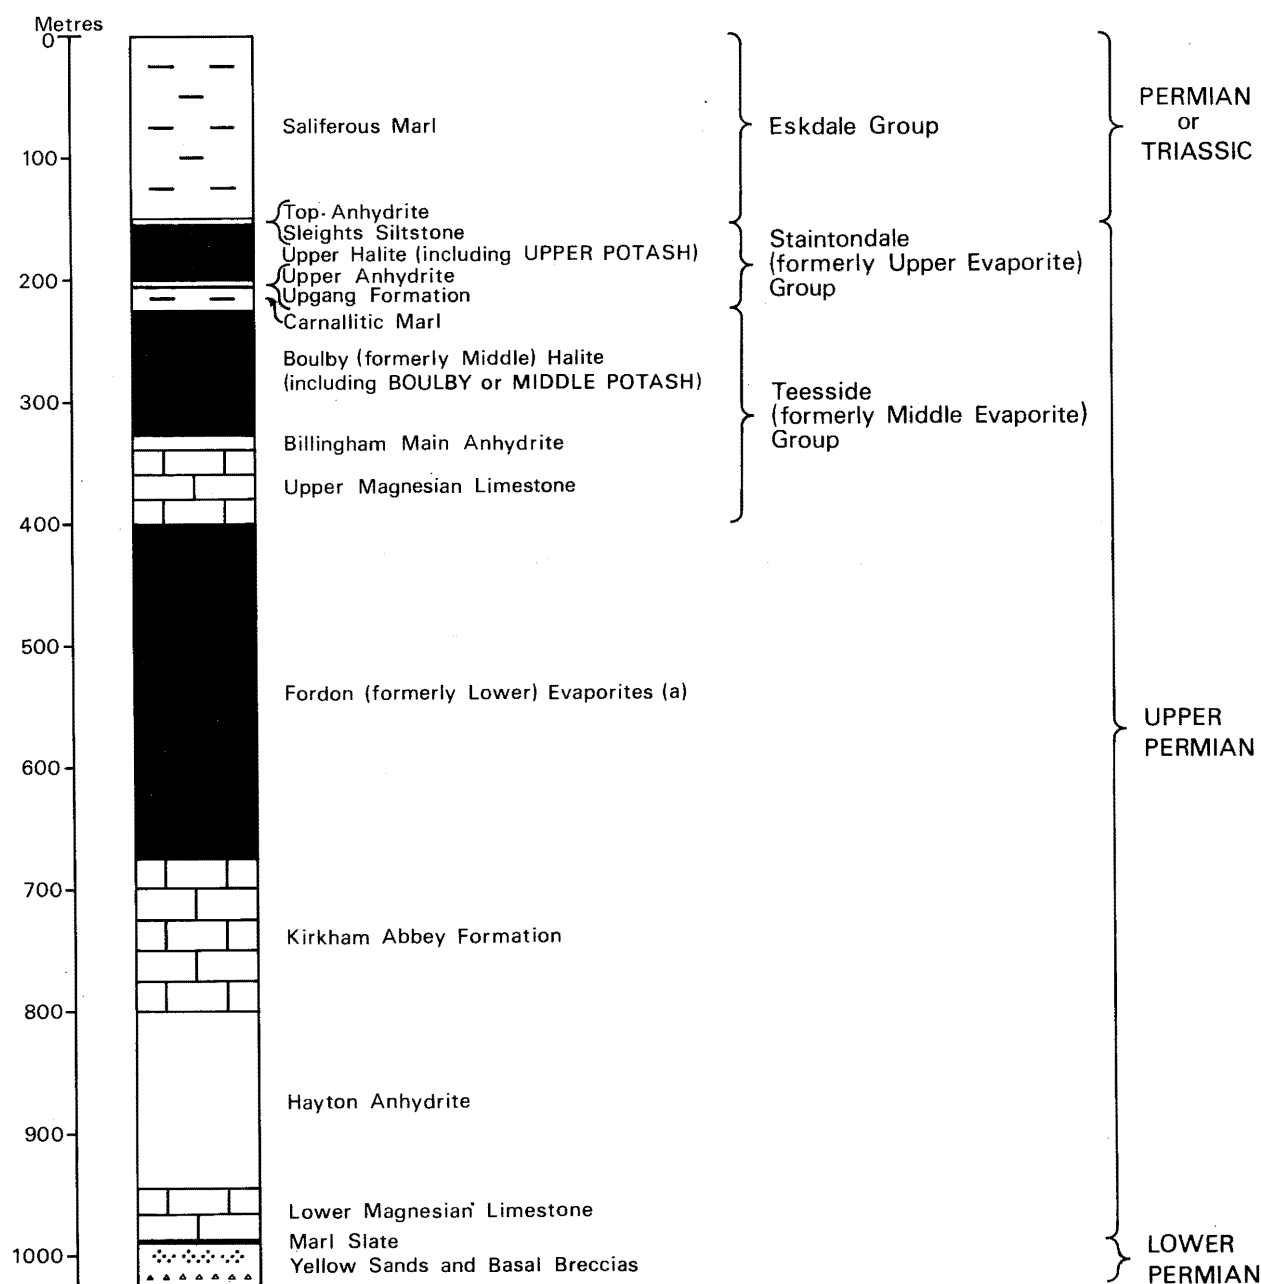 Metres
0
100
200
300
400
500
600
700
800
900
1000
Saliferous Marl
Top Anhydrite
Sleights Siltstone
Upper Halite (including UPPER POTASH)
Upper Anhydrite
Upgang Formation
Carnallitic Marl
Boulby (formerly Middle) Halite
(including BOULBY or MIDDLE POTASH)
Billingham Main Anhydrite
Upper Magnesian Limestone
Fordon (formerly Lower) Evaporites (a)
Kirkham Abbey Formation
Hayton Anhydrite
Lower Magnesian Limestone
Marl Slate
Yellow Sands and Basal Breccias
Eskdale Group
Staintondale
(formerly Upper Evaporite)
Group
Teesside
(formerly Middle Evaporite)
Group
PERMIAN
or
TRIASSIC
UPPER
PERMIAN
LOWER
PERMIAN